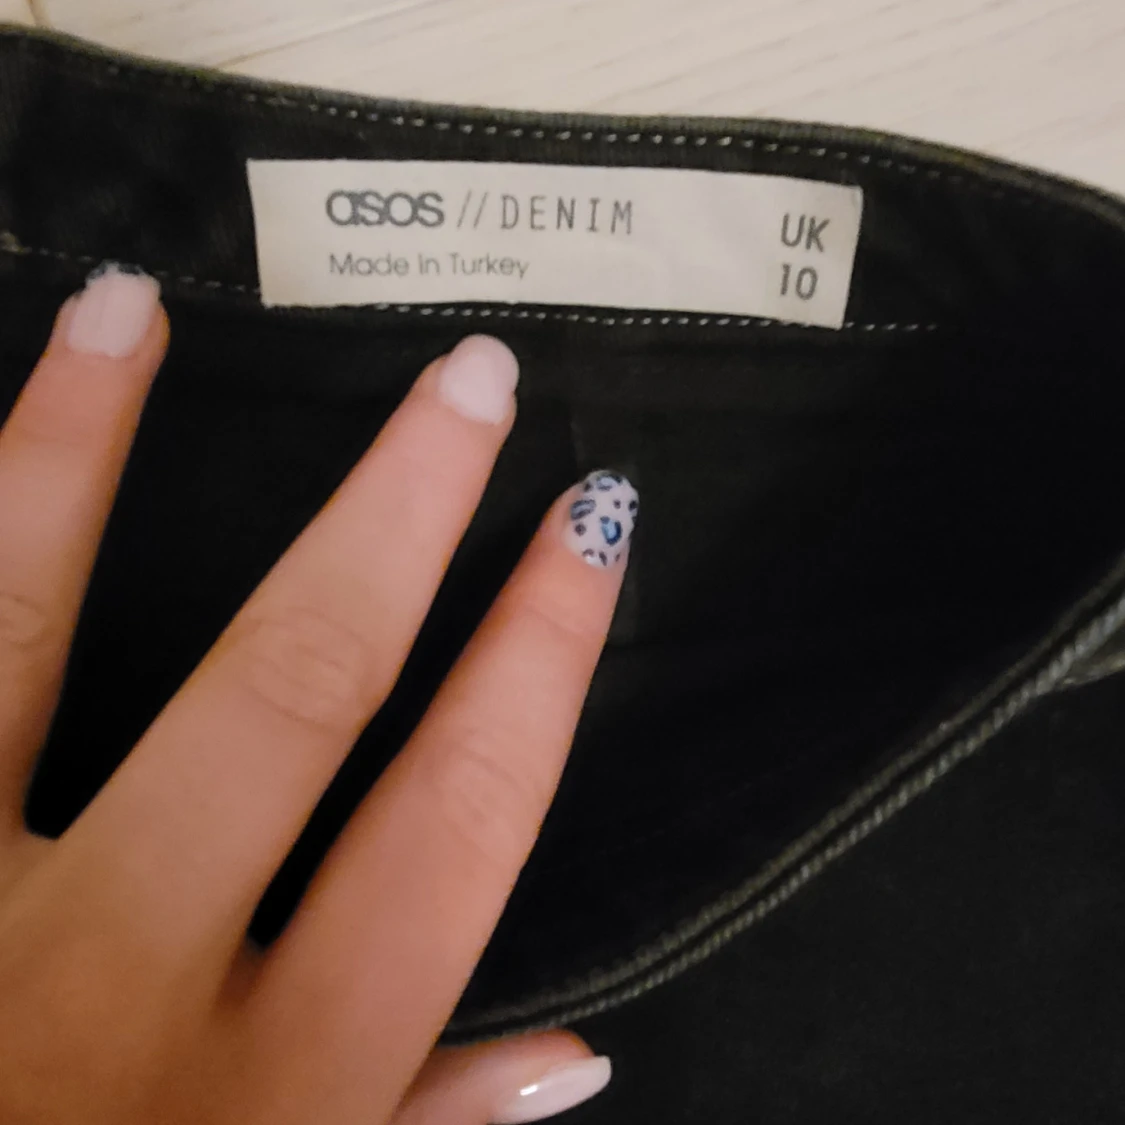 asos // DENIM
Made in Turkey
UK
10